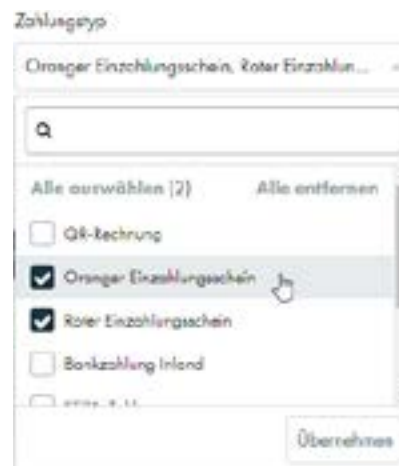 Zahlungstyp
Oranger Einzahlungsschein, Roter Einzahlun...
Alle auswählen (2) Alle entfernen
QR-Rechnung
Oranger Einzahlungsschein
Roter Einzahlungsschein
Bankzahlung Inland
Übernehmen